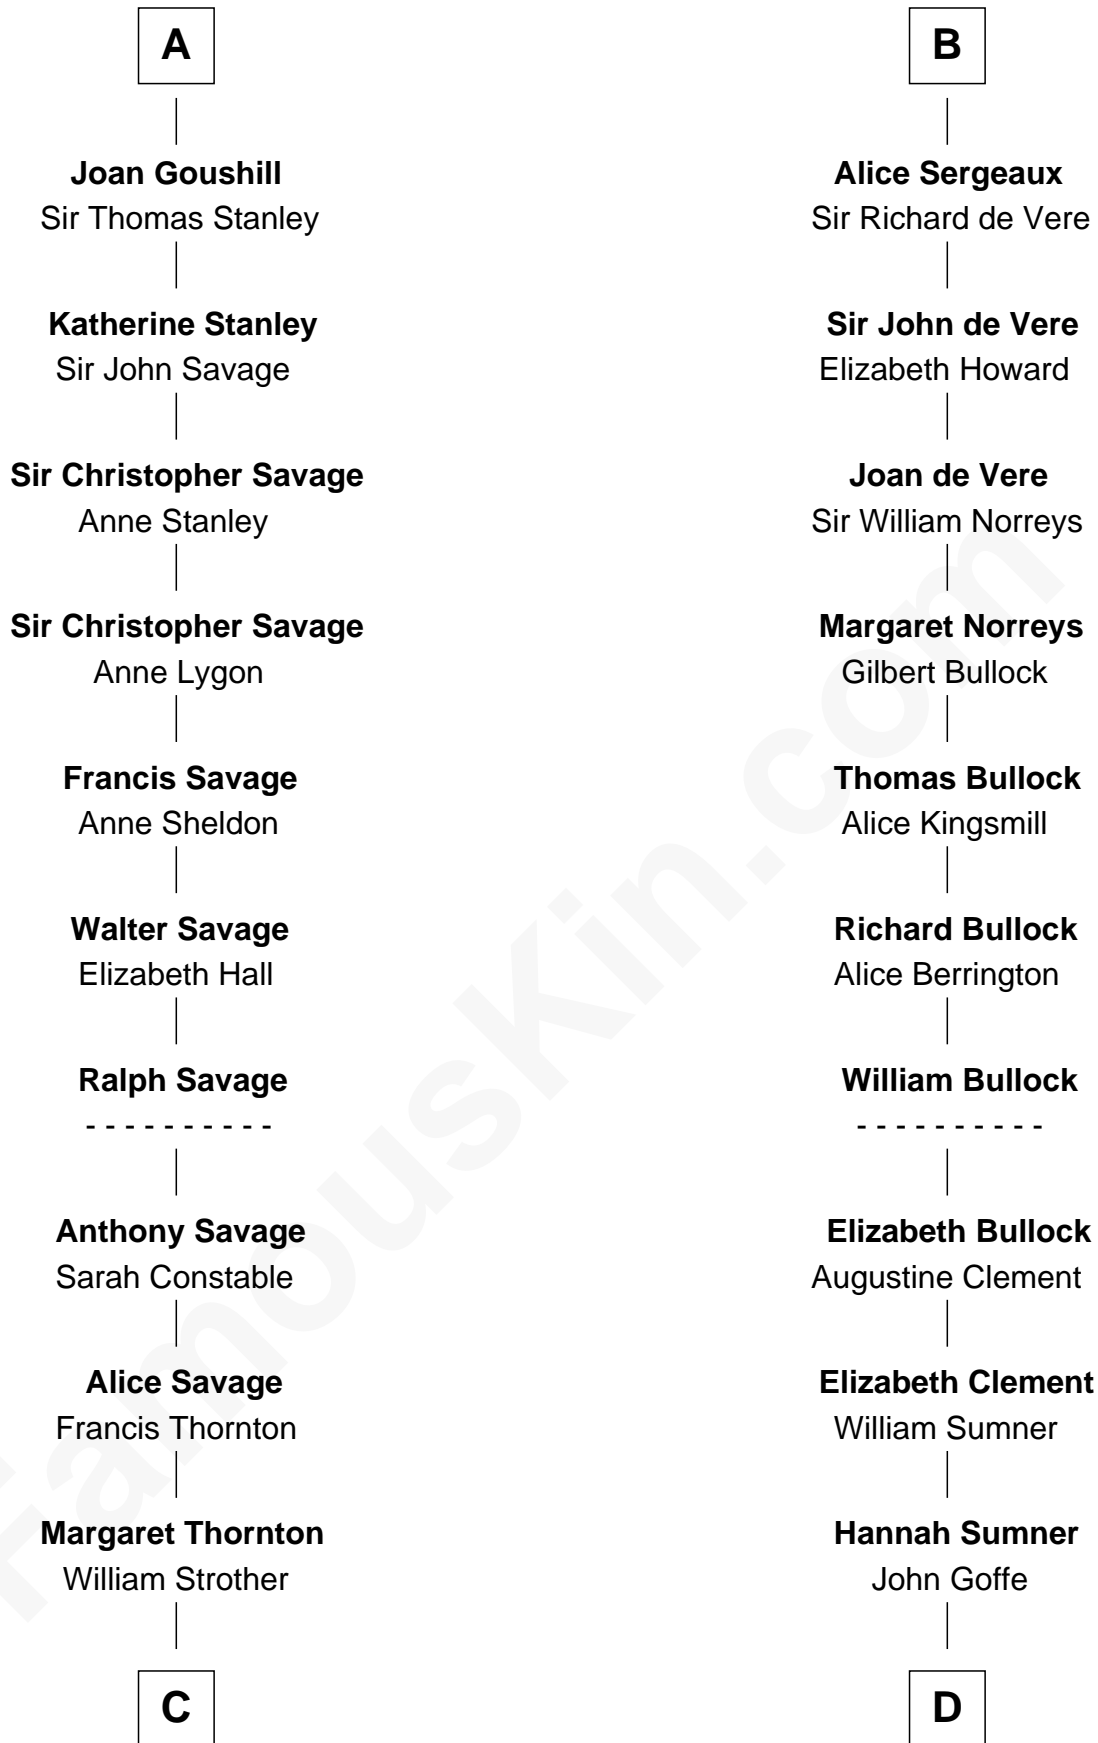 A
Joan Goushill
Sir Thomas Stanley
Katherine Stanley
Sir John Savage
Sir Christopher Savage
Anne Stanley
Sir Christopher Savage
Anne Lygon
Francis Savage
Anne Sheldon
Walter Savage
Elizabeth Hall
Ralph Savage
- - - - - - - - - -
Anthony Savage
Sarah Constable
Alice Savage
Francis Thornton
Margaret Thornton
William Strother
C
B
Alice Sergeaux
Sir Richard de Vere
Sir John de Vere
Elizabeth Howard
Joan de Vere
Sir William Norreys
Margaret Norreys
Gilbert Bullock
Thomas Bullock
Alice Kingsmill
Richard Bullock
Alice Berrington
William Bullock
- - - - - - - - - -
Elizabeth Bullock
Augustine Clement
Elizabeth Clement
William Sumner
Hannah Sumner
John Goffe
D
FamousKin.com